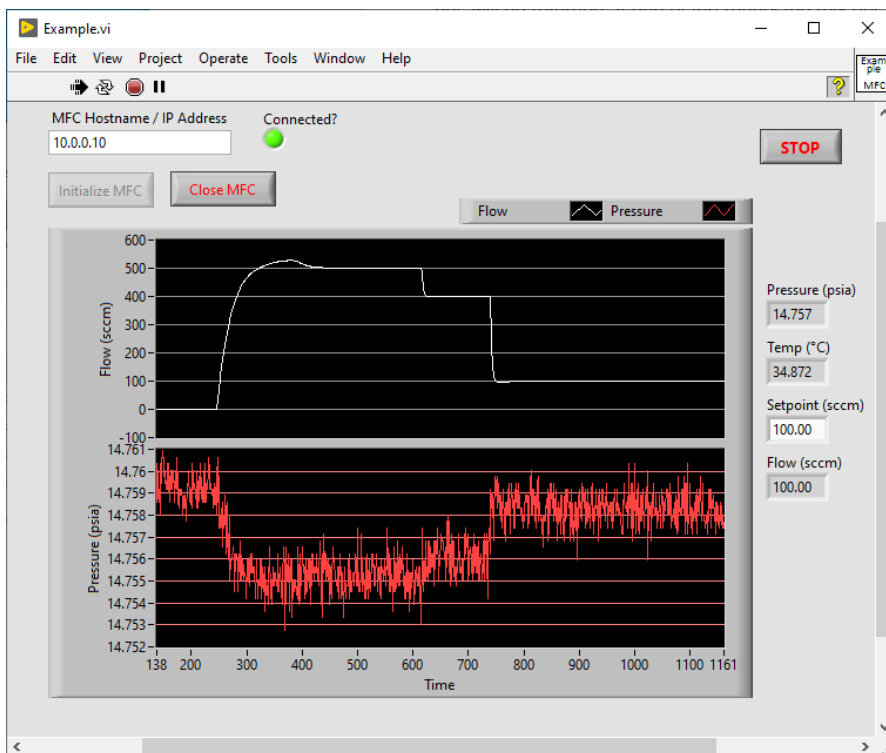 Example.vi
File Edit View Project Operate Tools Window Help
Exam
ple
MFC
MFC Hostname / IP Address
Connected?
10.0.0.10
STOP
Initialize MFC
Close MFC
Flow
Pressure
Flow (sccm)
600
500
400
300
200
100
0
-100
Pressure (psia)
14.761
14.76
14.759
14.758
14.757
14.756
14.755
14.754
14.753
14.752
138 200 300 400 500 600 700 800 900 1000 1100 1161
Time
Pressure (psia)
14.757
Temp (°C)
34.872
Setpoint (sccm)
100.00
Flow (sccm)
100.00